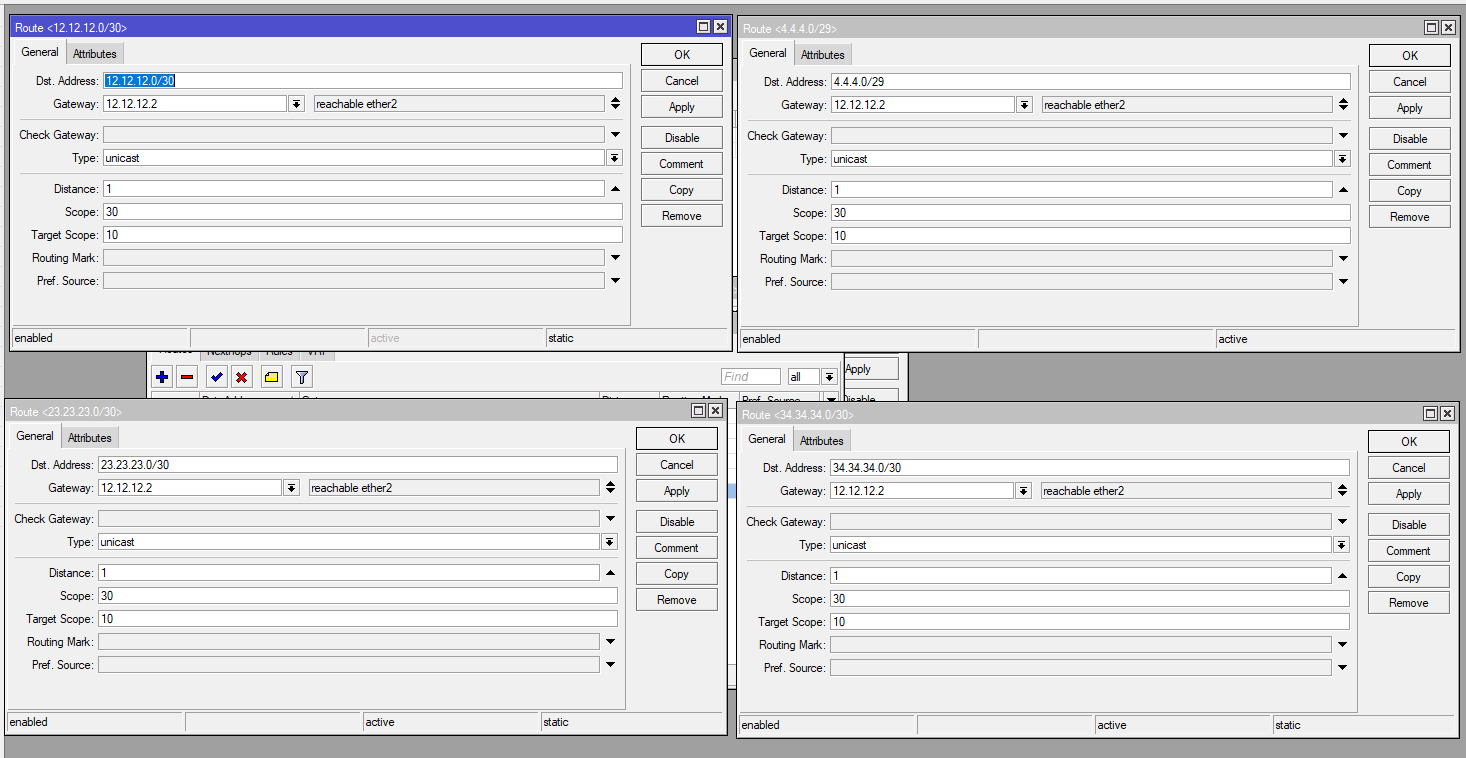 Route <12.12.12.0/30>
General Attributes
Dst. Address: 12.12.12.0/30
Gateway: 12.12.12.2 reachable ether2
Check Gateway:
Type: unicast
Distance: 1
Scope: 30
Target Scope: 10
Routing Mark:
Pref. Source:
OK
Cancel
Apply
Disable
Comment
Copy
Remove
enabled active static
Route <4.4.4.0/29>
General Attributes
Dst. Address: 4.4.4.0/29
Gateway: 12.12.12.2 reachable ether2
Check Gateway:
Type: unicast
Distance: 1
Scope: 30
Target Scope: 10
Routing Mark:
Pref. Source:
OK
Cancel
Apply
Disable
Comment
Copy
Remove
enabled active
Routes Nexthops Rules VRF
Find all
Apply
Disable
Route <23.23.23.0/30>
General Attributes
Dst. Address: 23.23.23.0/30
Gateway: 12.12.12.2 reachable ether2
Check Gateway:
Type: unicast
Distance: 1
Scope: 30
Target Scope: 10
Routing Mark:
Pref. Source:
OK
Cancel
Apply
Disable
Comment
Copy
Remove
enabled active static
Route <34.34.34.0/30>
General Attributes
Dst. Address: 34.34.34.0/30
Gateway: 12.12.12.2 reachable ether2
Check Gateway:
Type: unicast
Distance: 1
Scope: 30
Target Scope: 10
Routing Mark:
Pref. Source:
OK
Cancel
Apply
Disable
Comment
Copy
Remove
enabled active static